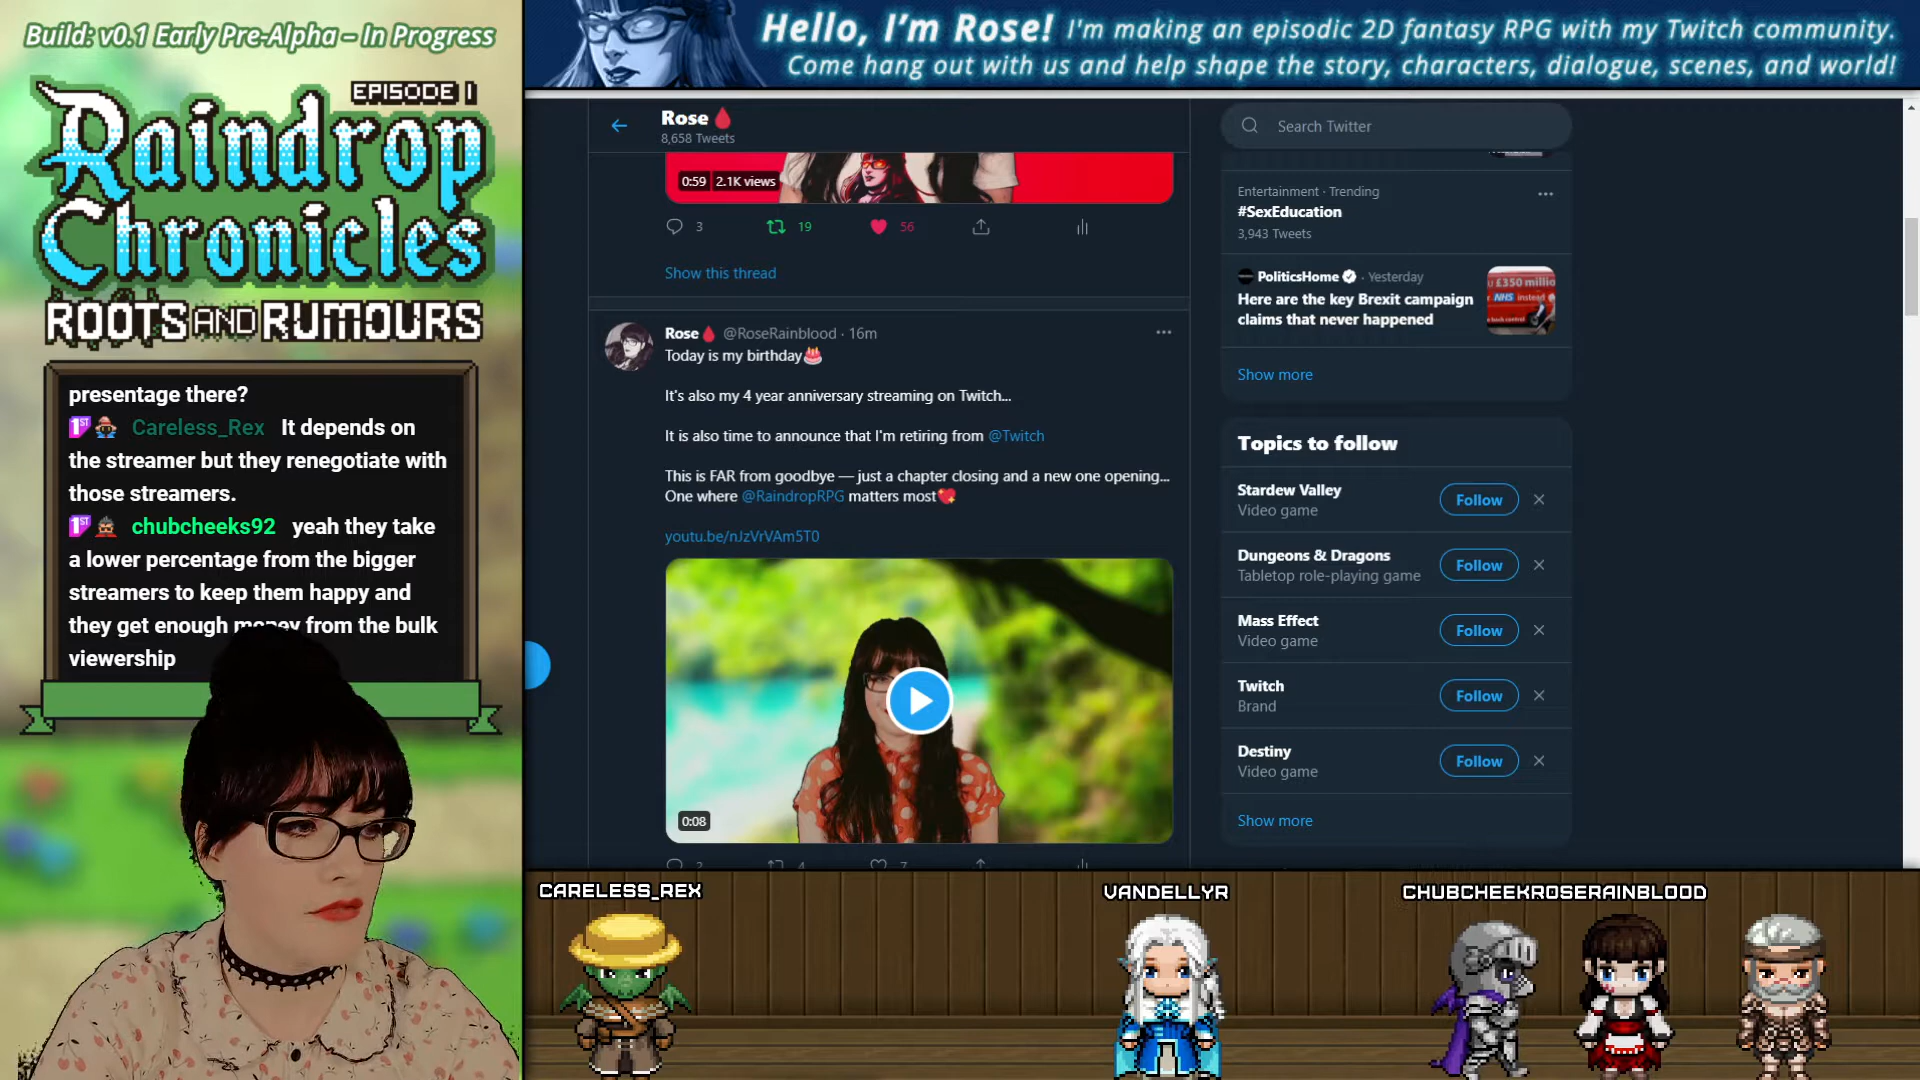 Build: v0.1 Early Pre-Alpha – In Progress
EPISODE I
Raindrop
Chronicles
ROOTS AND RUMOURS
presentage there?
Careless_Rex It depends on
the streamer but they renegotiate with
those streamers.
chubcheeks92 yeah they take
a lower percentage from the bigger
streamers to keep them happy and
they get enough money from the bulk
viewership
Hello, I'm Rose! I'm making an episodic 2D fantasy RPG with my Twitch community.
Come hang out with us and help shape the story, characters, dialogue, scenes, and world!
Rose
8,658 Tweets
0:59 2.1K views
3 19 56
Show this thread
Rose @RoseRainblood · 16m
Today is my birthday
It's also my 4 year anniversary streaming on Twitch...
It is also time to announce that I'm retiring from @Twitch
This is FAR from goodbye — just a chapter closing and a new one opening...
One where @RaindropRPG matters most
youtu.be/nJzVrVAm5T0
0:08
2 4 7
Search Twitter
Entertainment · Trending
#SexEducation
3,943 Tweets
PoliticsHome · Yesterday
Here are the key Brexit campaign
claims that never happened
£350 millio
NHS instead
Show more
Topics to follow
Stardew Valley
Video game
Follow
Dungeons & Dragons
Tabletop role-playing game
Follow
Mass Effect
Video game
Follow
Twitch
Brand
Follow
Destiny
Video game
Follow
Show more
CARELESS_REX
VANDELLYR
CHUBCHEEKROSERAINBLOOD